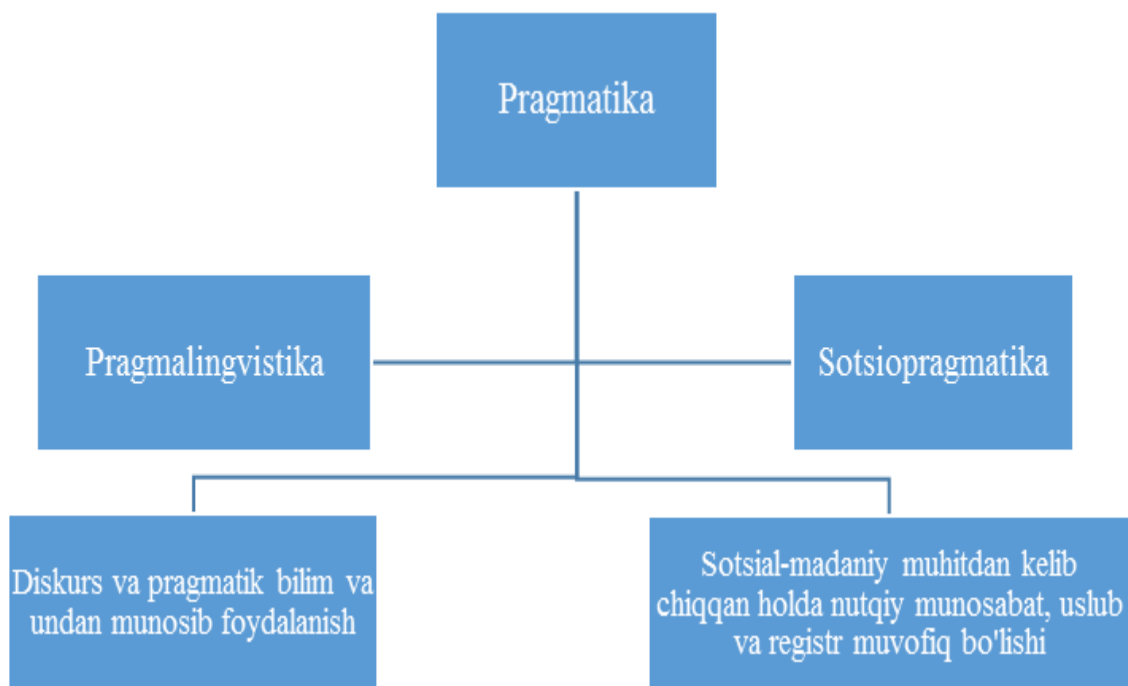 Pragmatika
Pragmalingvistika
Sotsiopragmatika
Diskurs va pragmatik bilim va
undan munosib foydalanish
Sotsial-madaniy muhitdan kelib
chiqqan holda nutqiy munosabat, uslub
va registr muvofiq bo'lishi